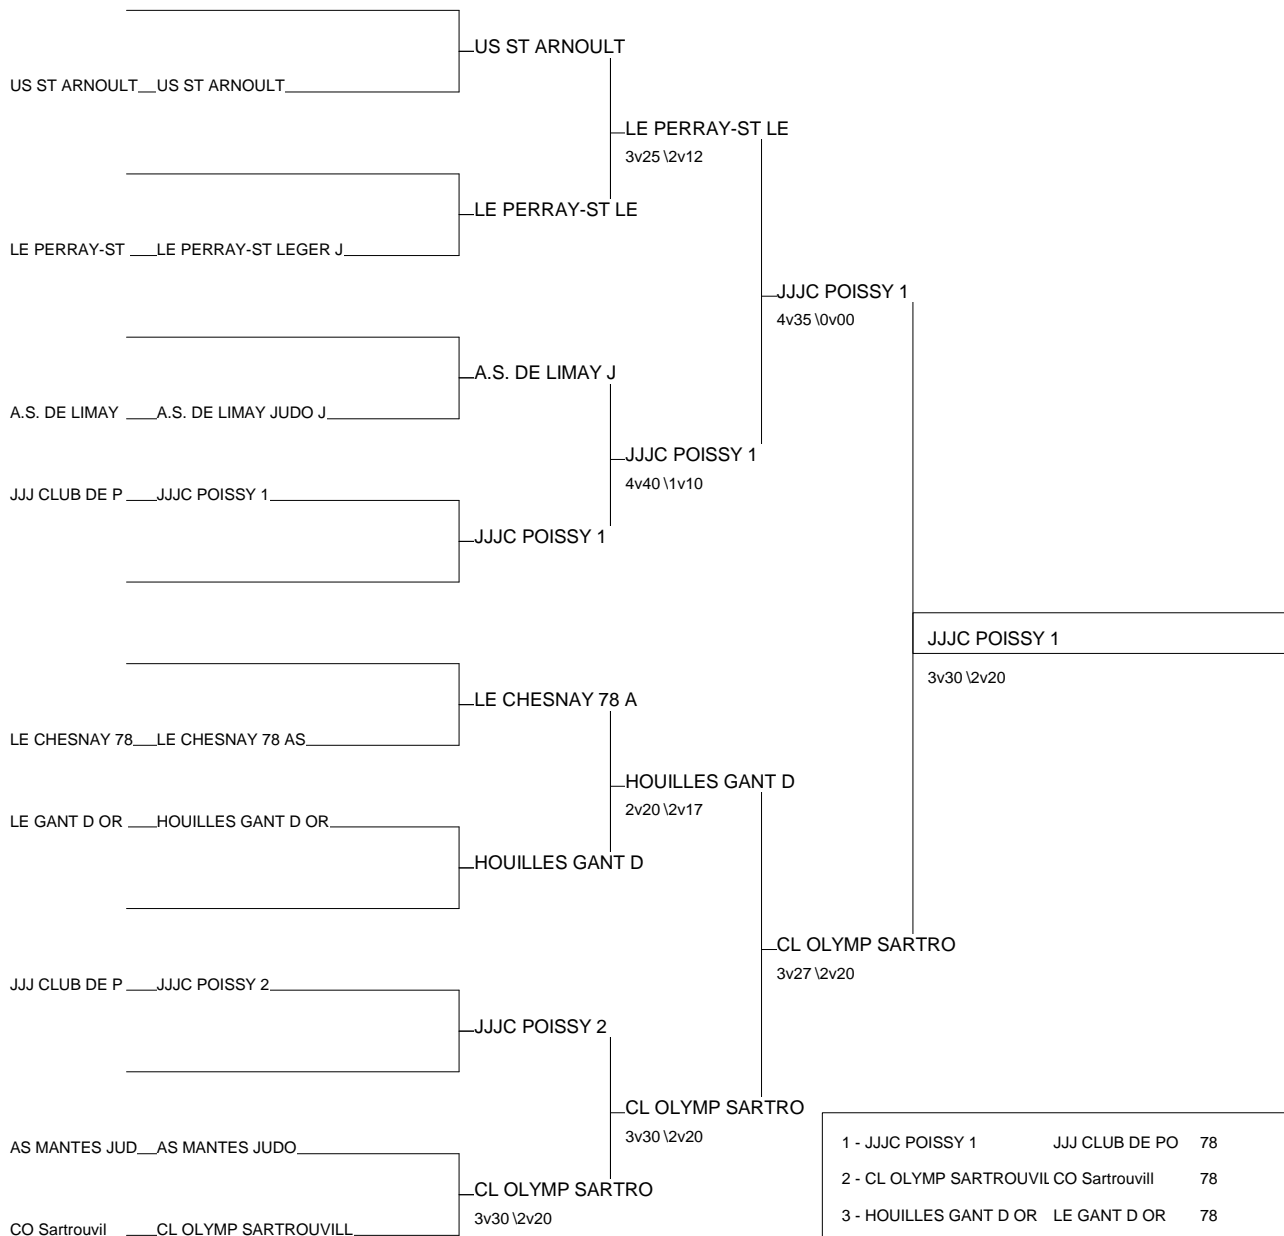 US ST ARNOULT
US ST ARNOULT US ST ARNOULT
LE PERRAY-ST LE
3v25 \2v12
LE PERRAY-ST LE
LE PERRAY-ST LE PERRAY-ST LEGER J
JJJC POISSY 1
4v35 \0v00
A.S. DE LIMAY J
A.S. DE LIMAY A.S. DE LIMAY JUDO J
JJJC POISSY 1
4v40 \1v10
JJJ CLUB DE P JJJC POISSY 1
JJJC POISSY 1
JJJC POISSY 1
3v30 \2v20
LE CHESNAY 78 A
LE CHESNAY 78 LE CHESNAY 78 AS
HOUILLES GANT D
2v20 \2v17
LE GANT D OR HOUILLES GANT D OR
HOUILLES GANT D
CL OLYMP SARTRO
3v27 \2v20
JJJ CLUB DE P JJJC POISSY 2
JJJC POISSY 2
CL OLYMP SARTRO
3v30 \2v20
AS MANTES JUD AS MANTES JUDO
CL OLYMP SARTRO
3v30 \2v20
CO Sartrouvil CL OLYMP SARTROUVILL
1 - JJJC POISSY 1 JJJ CLUB DE PO 78
2 - CL OLYMP SARTROUVIL CO Sartrouvill 78
3 - HOUILLES GANT D OR LE GANT D OR 78